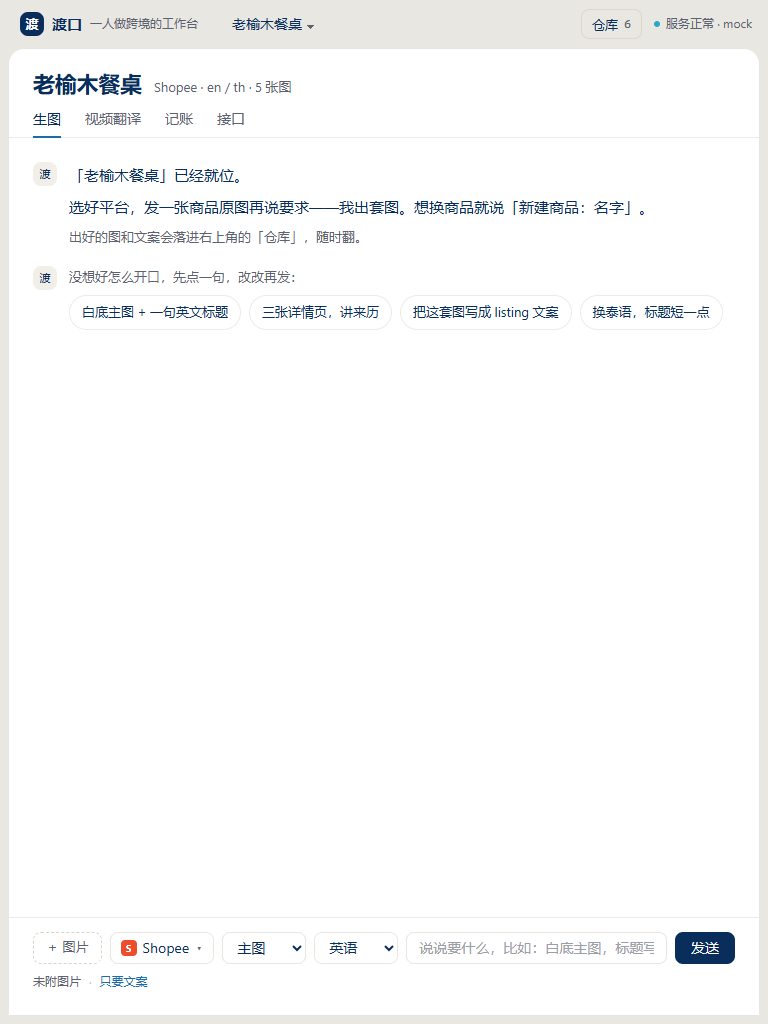 渡 渡口 一人做跨境的工作台 老榆木餐桌 仓库 6 服务正常 · mock
老榆木餐桌 Shopee · en / th · 5 张图
生图 视频翻译 记账 接口
渡 「老榆木餐桌」已经就位。
选好平台，发一张商品原图再说要求——我出套图。想换商品就说「新建商品：名字」。
出好的图和文案会落进右上角的「仓库」，随时翻。
渡 没想好怎么开口，先点一句，改改再发：
白底主图 + 一句英文标题 三张详情页，讲来历 把这套图写成 listing 文案 换泰语，标题短一点
+ 图片 S Shopee 主图 英语 说说要什么，比如：白底主图，标题写 发送
未附图片 · 只要文案